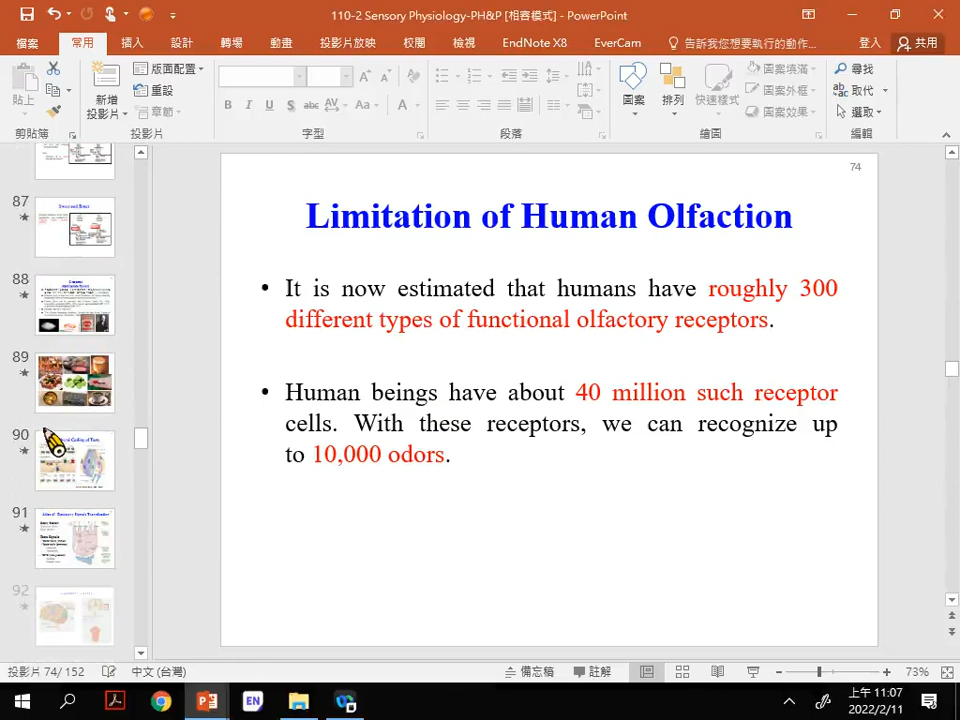 110-2 Sensory Physiology-PH&P [相容模式] - PowerPoint
檔案 常用 插入 設計 轉場 動畫 投影片放映 校閱 檢視 EndNote X8 EverCam 告訴我您想要執行的動作... 登入 共用
貼上
新增
投影片
版面配置
重設
章節
B I U S abc AV Aa A
圖案 排列 快速樣式
圖案填滿
圖案外框
圖案效果
尋找
取代
選取
剪貼簿 投影片 字型 段落 繪圖 編輯
87
88
89
90
91
92
74
Limitation of Human Olfaction
• It is now estimated that humans have roughly 300
different types of functional olfactory receptors.
• Human beings have about 40 million such receptor
cells. With these receptors, we can recognize up
to 10,000 odors.
投影片 74/152 中文 (台灣) 備忘稿 註解 73%
EN
上午 11:07
2022/2/11